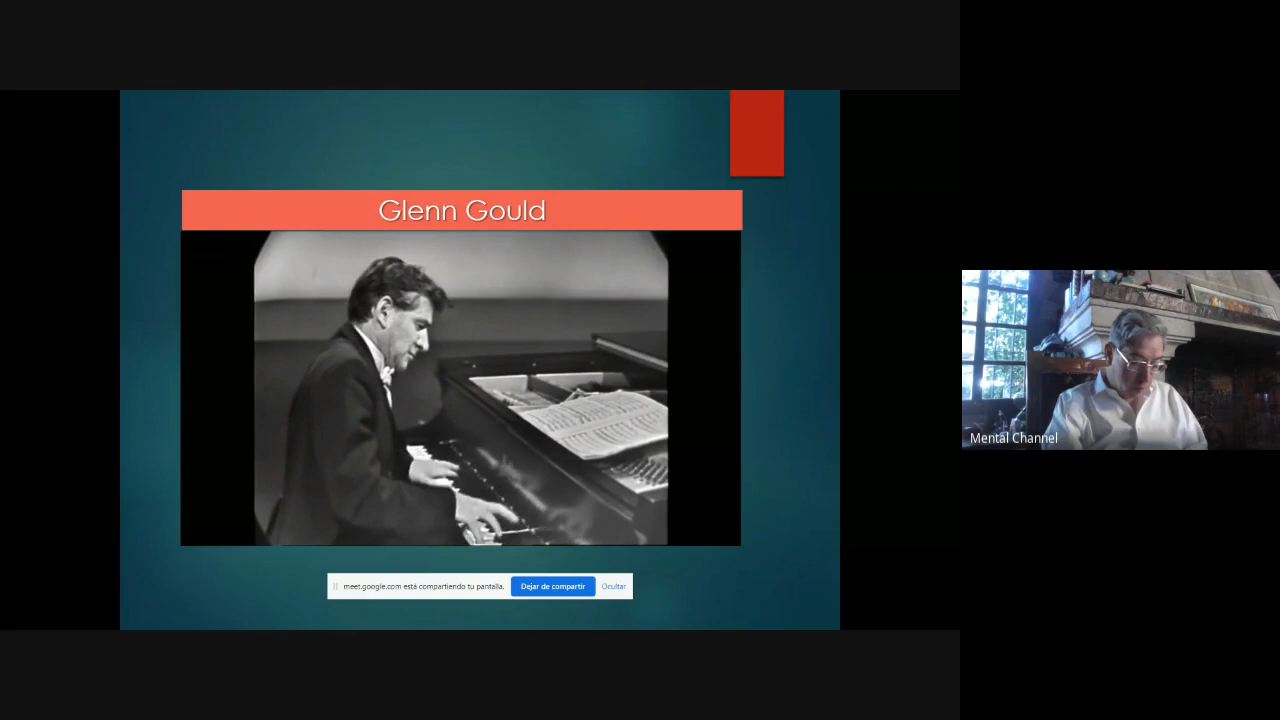 Glenn Gould
meet.google.com está compartiendo tu pantalla.
Dejar de compartir
Ocultar
Mental Channel